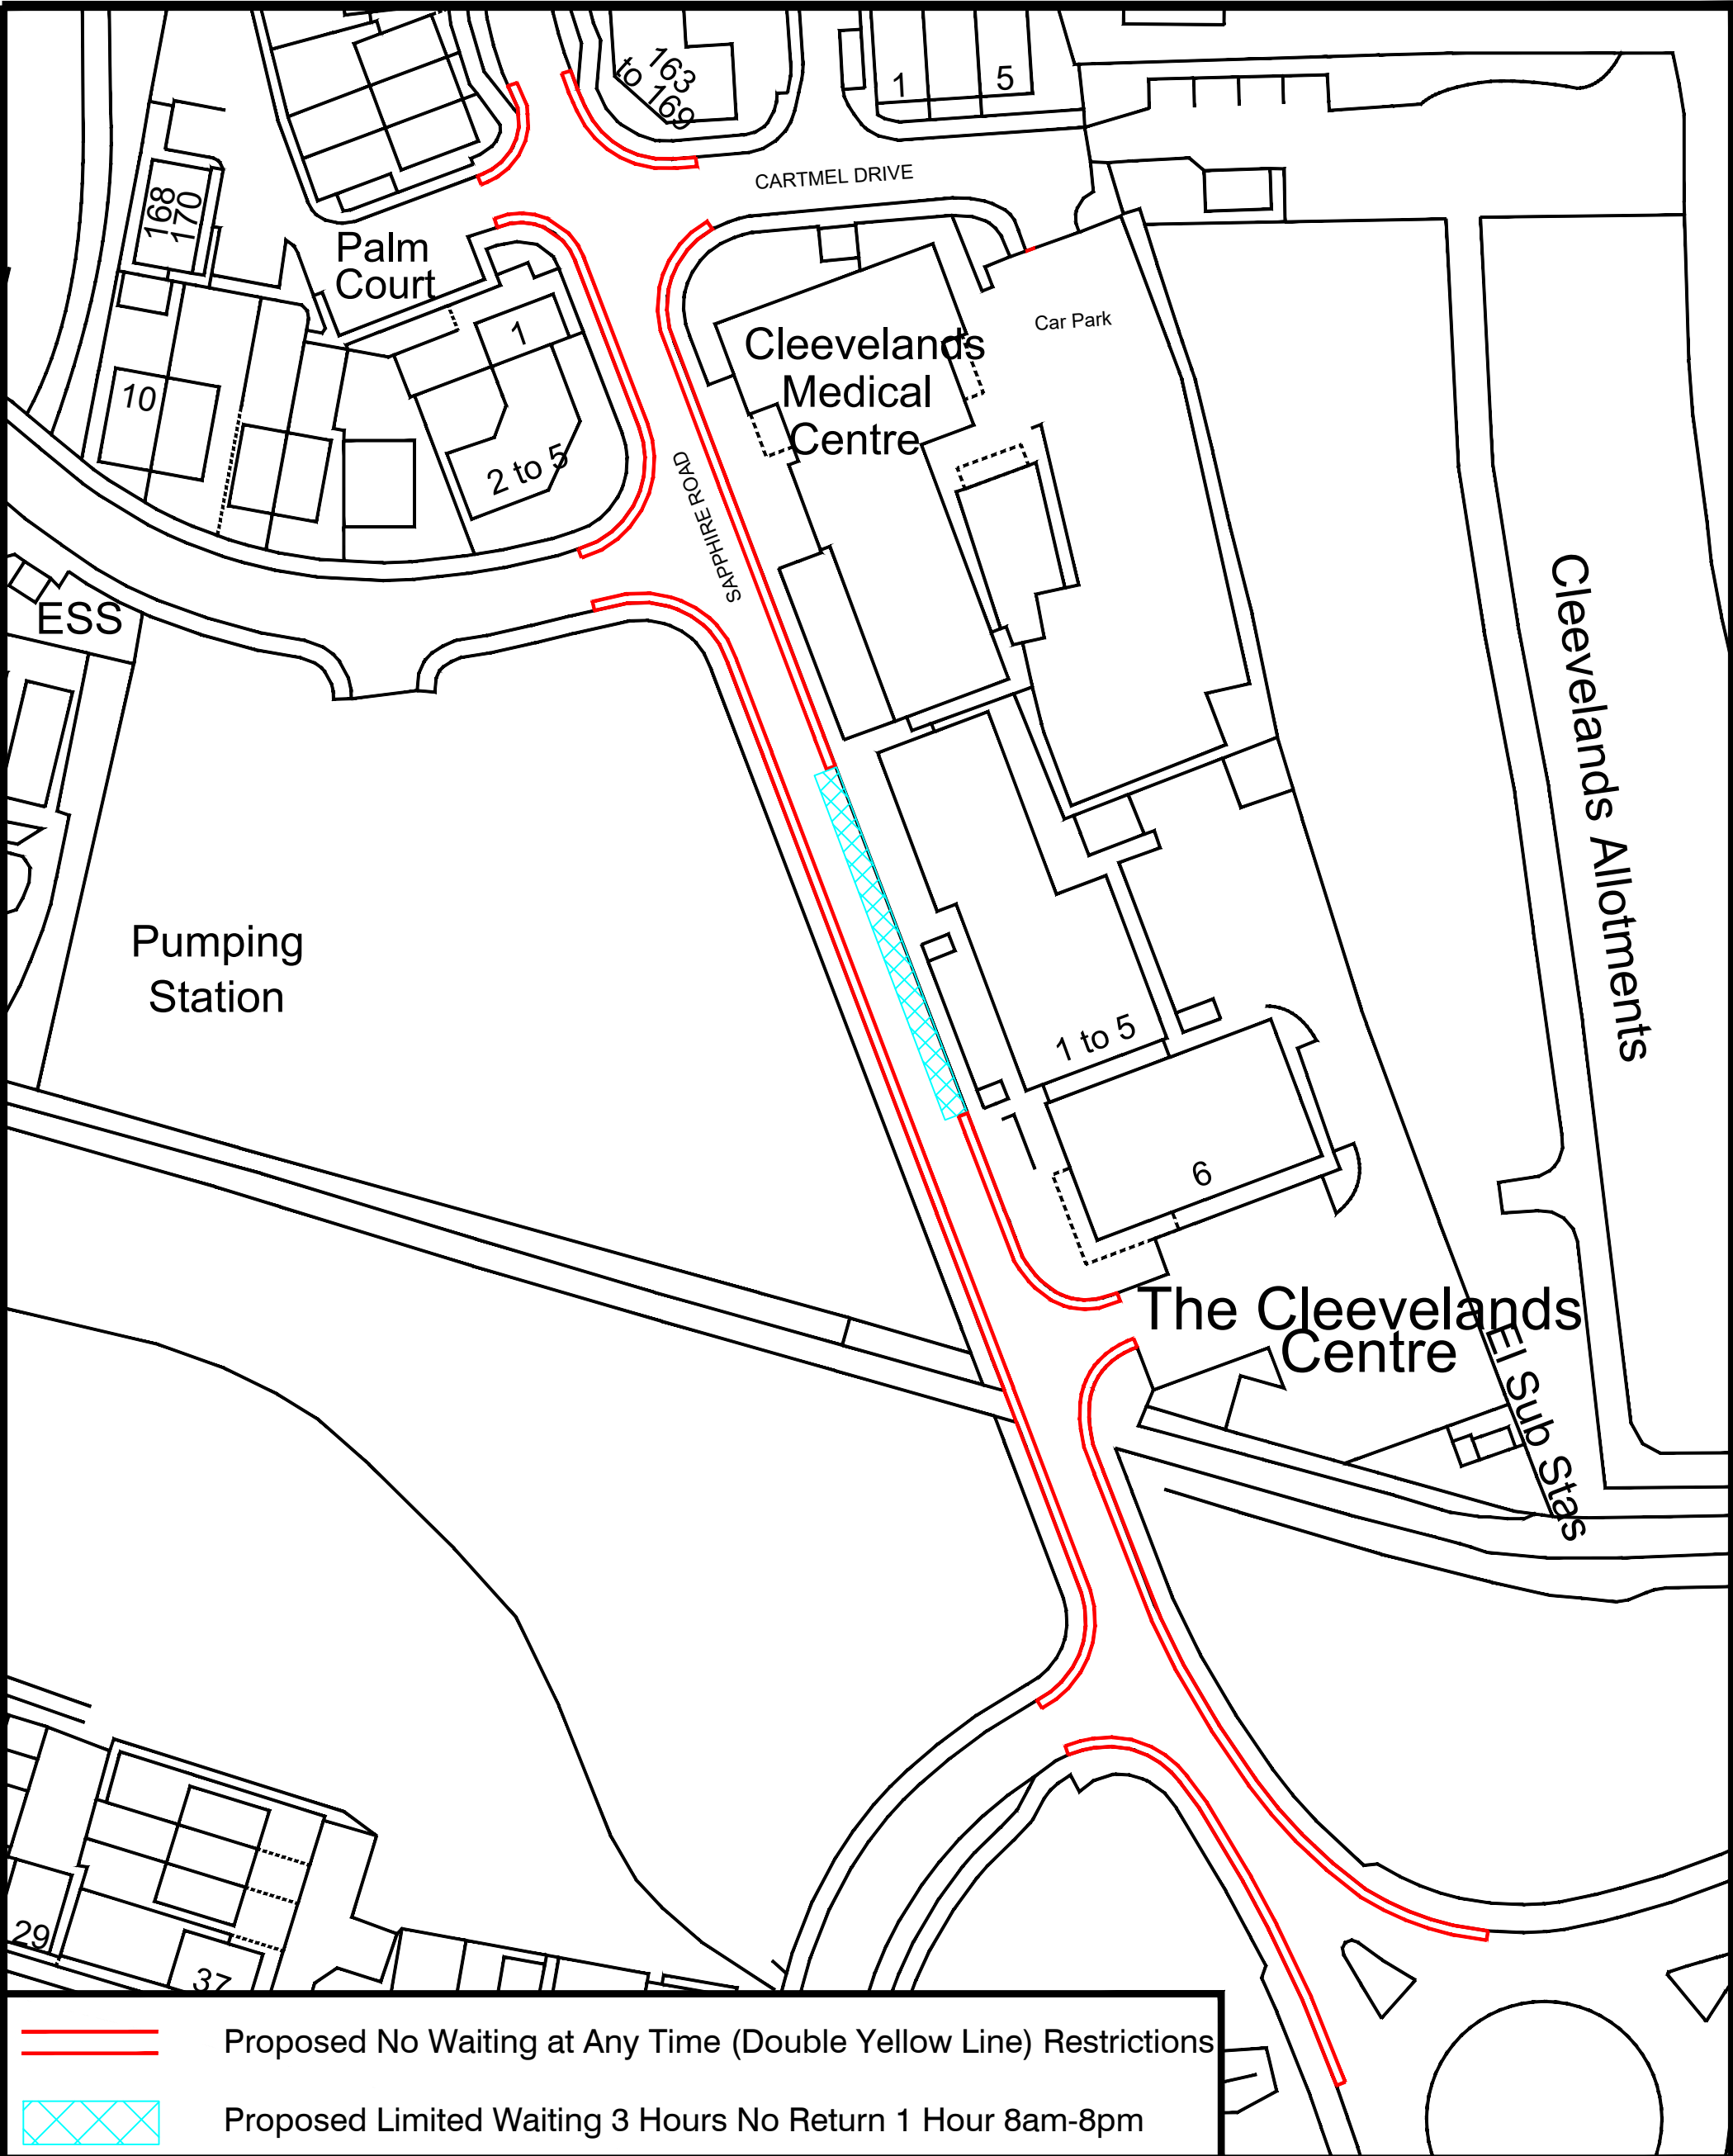 163
to 169
1
5
CARTMEL DRIVE
168
170
Palm
Court
1
Car Park
Cleevelands
Medical
Centre
10
2 to 5
SAPPHIRE ROAD
ESS
Cleevelands Allotments
Pumping
Station
1 to 5
6
The Cleevelands
Centre
El Sub Stas
29
37
Proposed No Waiting at Any Time (Double Yellow Line) Restrictions
Proposed Limited Waiting 3 Hours No Return 1 Hour 8am-8pm